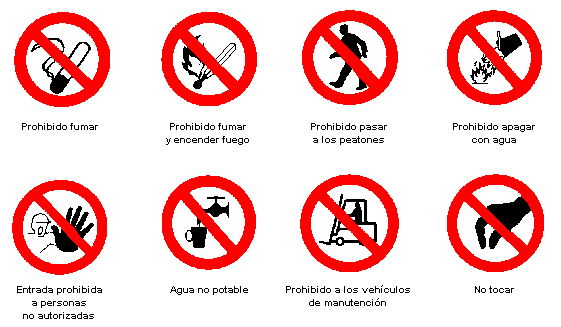 Prohibido fumar
Prohibido fumar
y encender fuego
Prohibido pasar
a los peatones
Prohibido apagar
con agua
Entrada prohibida
a personas
no autorizadas
Agua no potable
Prohibido a los vehículos
de manutención
No tocar